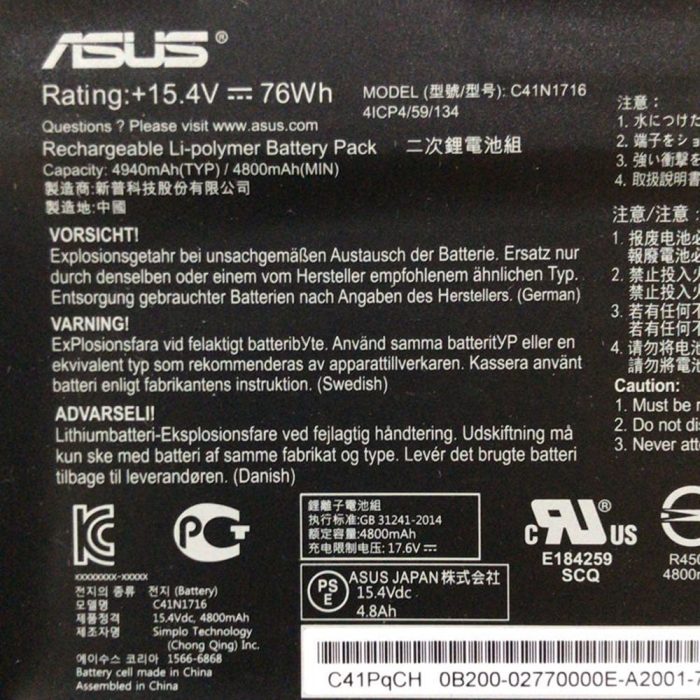 ASUS®
Rating:+15.4V ⎓ 76Wh
MODEL (型號/型号): C41N1716
4ICP4/59/134
Questions ? Please visit www.asus.com
Rechargeable Li-polymer Battery Pack 二次鋰電池組
Capacity: 4940mAh(TYP) / 4800mAh(MIN)
製造商:新普科技股份有限公司
製造地:中國
VORSICHT!
Explosionsgetahr bei unsachgemäßen Austausch der Batterie. Ersatz nur
durch denselben oder einem vom Hersteller empfohlenem ähnlichen Typ.
Entsorgung gebrauchter Batterien nach Angaben des Herstellers. (German)
VARNING!
ExPlosionsfara vid felaktigt batteribYte. Använd samma batteritYP eller en
ekvivalent typ som rekommenderas av apparattillverkaren. Kassera använt
batteri enligt fabrikantens instruktion. (Swedish)
ADVARSELI!
Lithiumbatteri-Eksplosionsfare ved fejlagtig håndtering. Udskiftning må
kun ske med batteri af samme fabrikat og type. Levér det brugte batteri
tilbage til leverandøren. (Danish)
注意：
1. 水につけた
2. 端子をショ
3. 強い衝撃を
4. 取扱説明書
注意/注意：
1. 报废电池必
報廢電池必
2. 禁止投入火
禁止投入火
3. 若有任何不
若有任何不
4. 请勿将电池
請勿將電池
Caution:
1. Must be
2. Do not
3. Never
KC
PCT
鋰離子電池組
执行标准:GB 31241-2014
额定容量:4800mAh
充电限制电压: 17.6V⎓
PS
E
ASUS JAPAN株式会社
15.4Vdc
4.8Ah
c RU® US
E184259
SCQ
xxxxxxxx-xxxxx
전지의 종류 전지 (Battery)
모델명 C41N1716
제품정격 15.4Vdc, 4800mAh
제조자명 Simplo Technology
(Chong Qing) Inc.
에이수스 코리아 1566-6868
Battery cell made in China
Assembled in China
C41PqCH 0B200-02770000E-A2001-